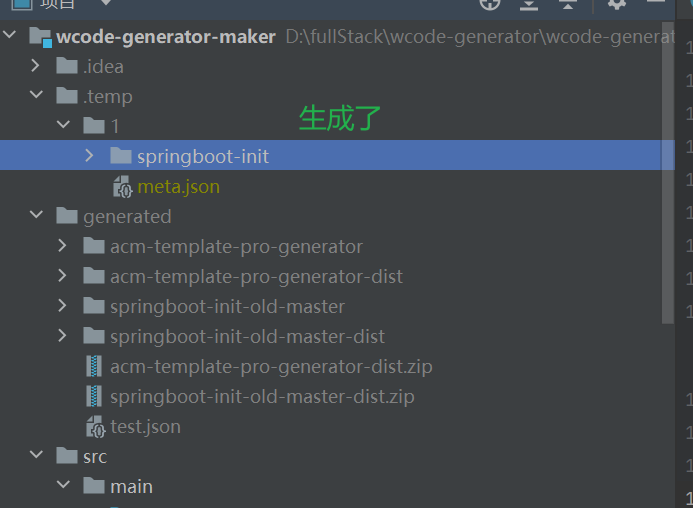 项目
wcode-generator-maker D:\fullStack\wcode-generator\wcode-generat
.idea
.temp
生成了
1
springboot-init
meta.json
generated
acm-template-pro-generator
acm-template-pro-generator-dist
springboot-init-old-master
springboot-init-old-master-dist
acm-template-pro-generator-dist.zip
springboot-init-old-master-dist.zip
test.json
src
main